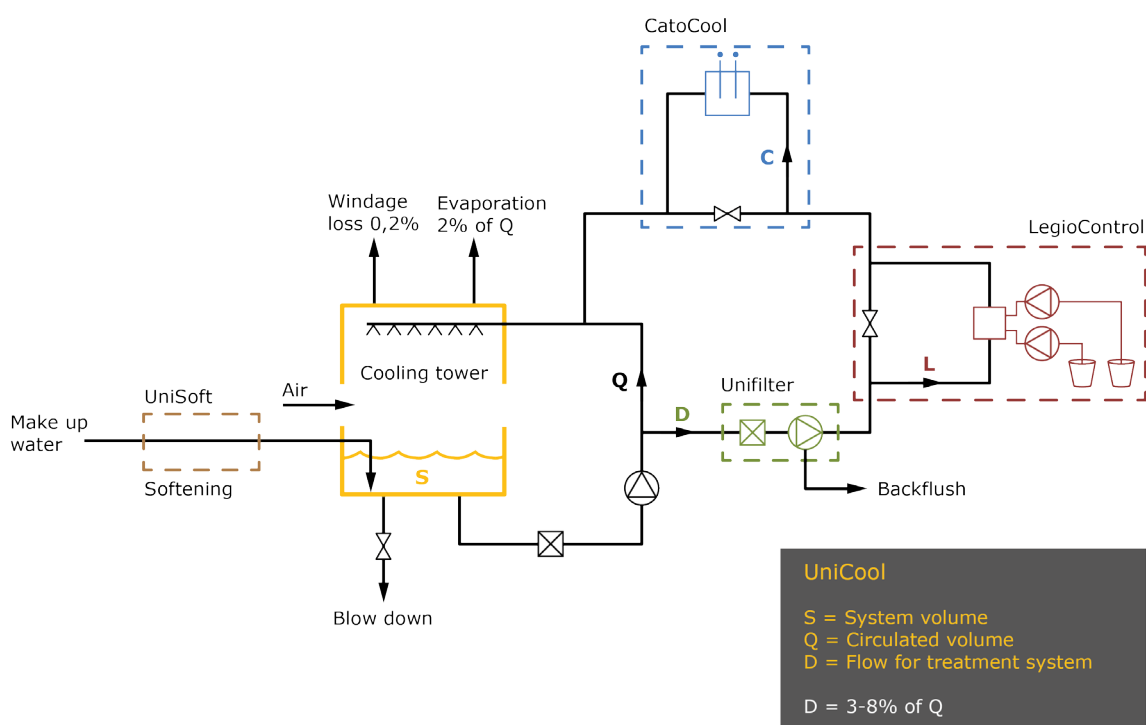 CatoCool
C
Windage
loss 0,2%
Evaporation
2% of Q
LegioControl
Cooling tower
Q
L
Unifilter
UniSoft
Air
D
Make up
water
S
Softening
Backflush
Blow down
UniCool
S = System volume
Q = Circulated volume
D = Flow for treatment system
D = 3-8% of Q